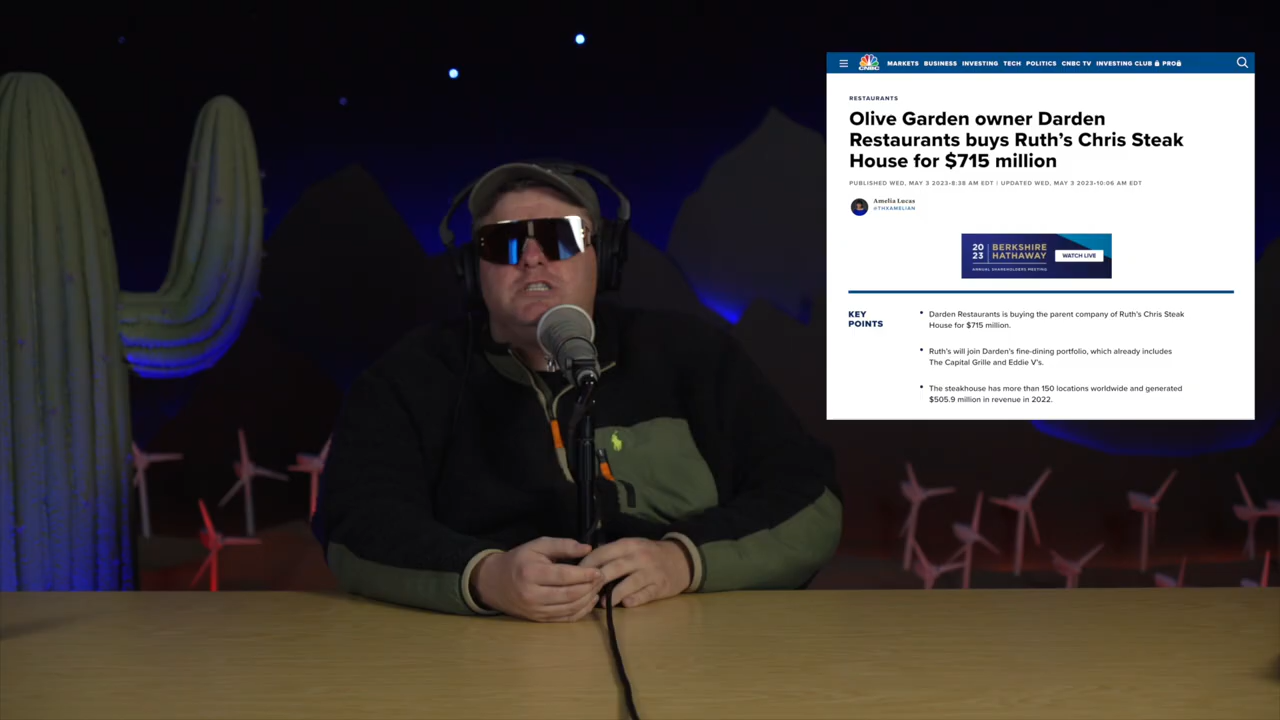 CNBC
MARKETS BUSINESS INVESTING TECH POLITICS CNBC TV INVESTING CLUB PRO
RESTAURANTS
Olive Garden owner Darden
Restaurants buys Ruth's Chris Steak
House for $715 million
PUBLISHED WED, MAY 3 2023•8:38 AM EDT | UPDATED WED, MAY 3 2023•10:06 AM EDT
Amelia Lucas
@THXAMELIAN
20
23
BERKSHIRE
HATHAWAY
ANNUAL SHAREHOLDERS MEETING
WATCH LIVE
KEY
POINTS
• Darden Restaurants is buying the parent company of Ruth's Chris Steak
House for $715 million.
• Ruth's will join Darden's fine-dining portfolio, which already includes
The Capital Grille and Eddie V's.
• The steakhouse has more than 150 locations worldwide and generated
$505.9 million in revenue in 2022.